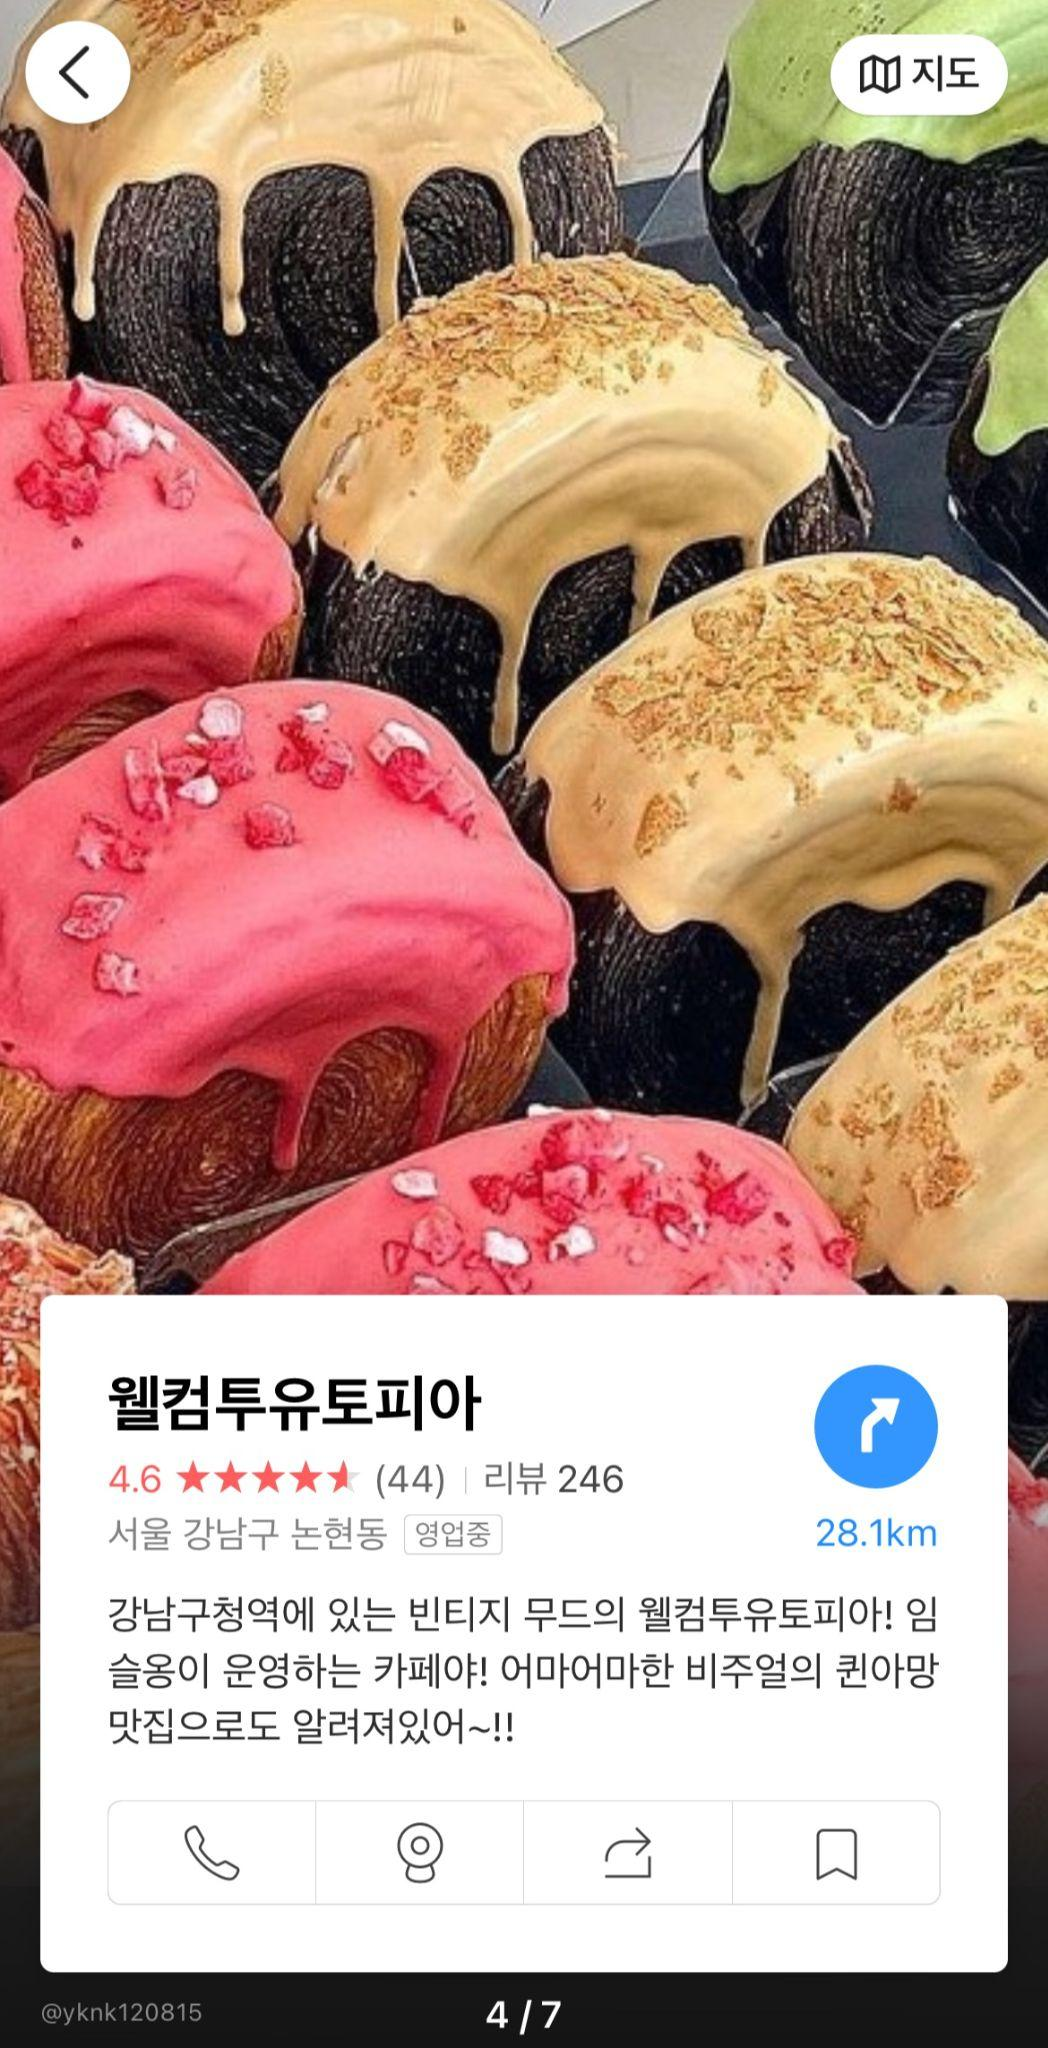 지도
웰컴투유토피아
4.6 ★★★★★ (44) | 리뷰 246
서울 강남구 논현동 영업중
28.1km
강남구청역에 있는 빈티지 무드의 웰컴투유토피아! 임
슬옹이 운영하는 카페야! 어마어마한 비주얼의 퀸아망
맛집으로도 알려져있어~!!
@yknk120815
4 / 7